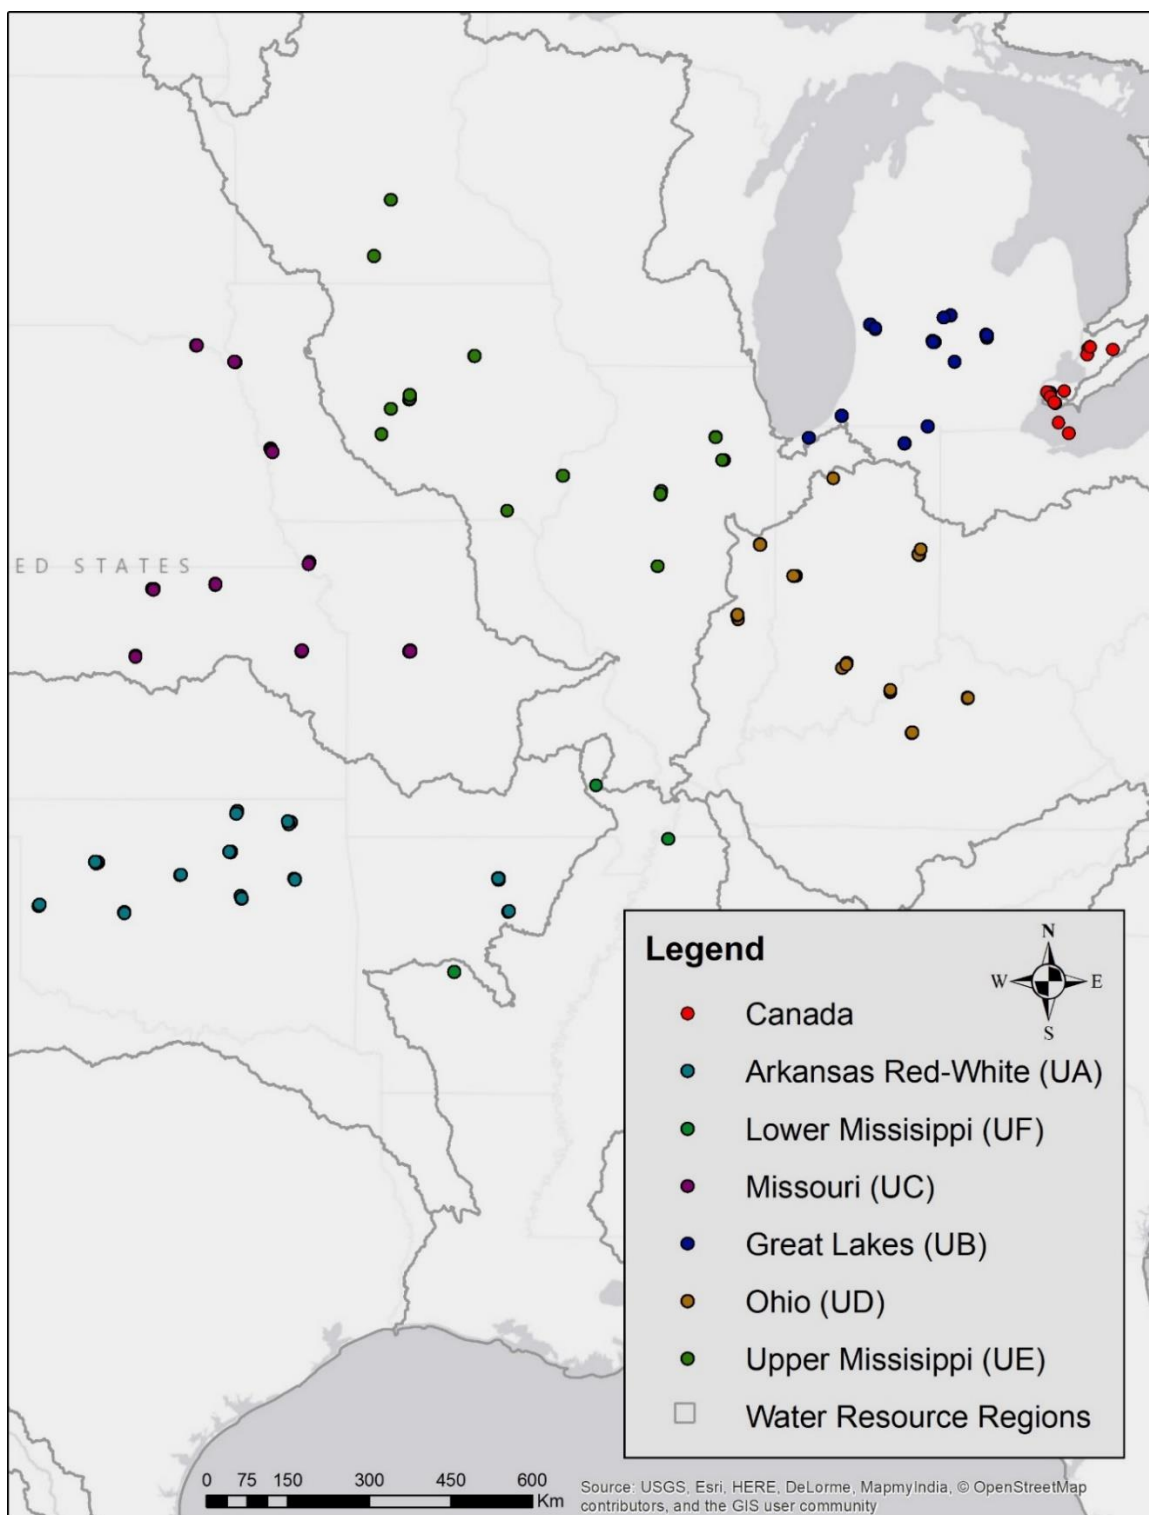 ED STATES
Legend
N
W
E
S
Canada
Arkansas Red-White (UA)
Lower Missisippi (UF)
Missouri (UC)
Great Lakes (UB)
Ohio (UD)
Upper Missisippi (UE)
Water Resource Regions
0 75 150 300 450 600
Km
Source: USGS, Esri, HERE, DeLorme, MapmyIndia, © OpenStreetMap
contributors, and the GIS user community